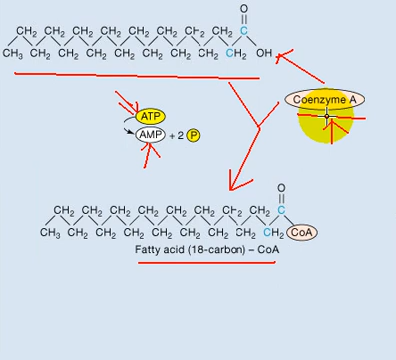 O
CH₂ CH₂ CH₂ CH₂ CH₂ CH₂ CH₂ CH₂ C
CH₃ CH₂ CH₂ CH₂ CH₂ CH₂ CH₂ CH₂ CH₂ OH
Coenzyme A
ATP
AMP + 2 P
O
CH₂ CH₂ CH₂ CH₂ CH₂ CH₂ CH₂ CH₂ C
CH₃ CH₂ CH₂ CH₂ CH₂ CH₂ CH₂ CH₂ CH₂ CoA
Fatty acid (18-carbon) – CoA